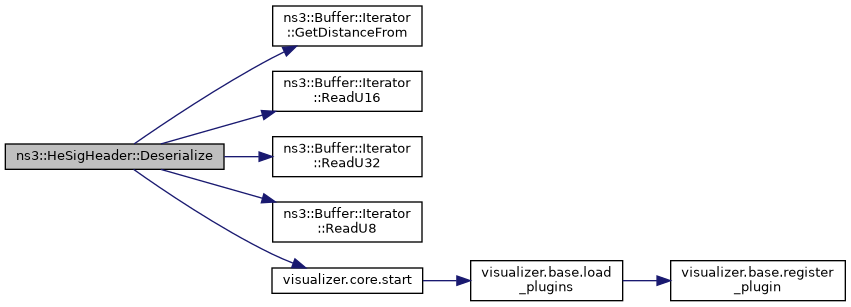 ns3::Buffer::Iterator
::GetDistanceFrom
ns3::Buffer::Iterator
::ReadU16
ns3::HeSigHeader::Deserialize
ns3::Buffer::Iterator
::ReadU32
ns3::Buffer::Iterator
::ReadU8
visualizer.core.start
visualizer.base.load
_plugins
visualizer.base.register
_plugin